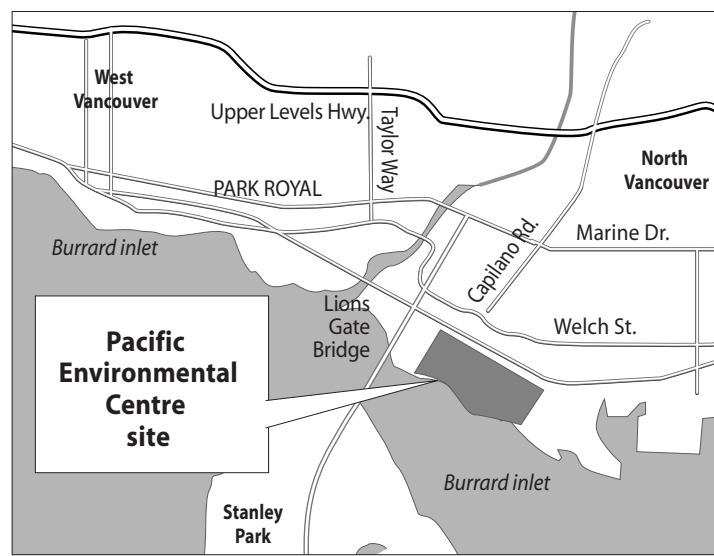 West
Vancouver
Upper Levels Hwy.
Taylor Way
North
Vancouver
PARK ROYAL
Capilano Rd.
Marine Dr.
Burrard inlet
Lions
Gate
Bridge
Welch St.
Pacific
Environmental
Centre
site
Burrard inlet
Stanley
Park